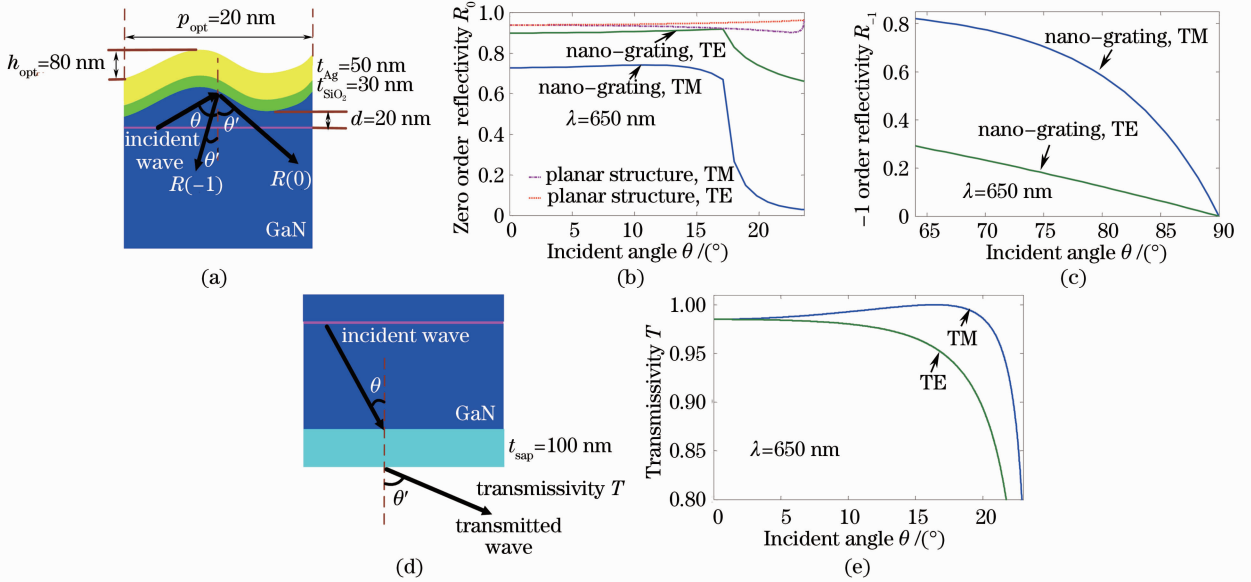 p_opt=20 nm
h_opt=80 nm
t_Ag=50 nm
t_SiO₂=30 nm
θ
θ′
d=20 nm
incident
wave
θ′
R(−1)
R(0)
GaN
(a)
Zero order reflectivity R₀
1.0
0.8
0.6
0.4
0.2
0
nano-grating, TE
nano-grating, TM
λ=650 nm
planar structure, TM
planar structure, TE
0
5
10
15
20
Incident angle θ /(°)
(b)
−1 order reflectivity R₋₁
0.8
0.6
0.4
0.2
0
nano-grating, TM
nano-grating, TE
λ=650 nm
65
70
75
80
85
90
Incident angle θ /(°)
(c)
incident wave
θ
GaN
t_sap=100 nm
θ′
transmissivity T
transmitted
wave
(d)
Transmissivity T
1.00
0.95
0.90
0.85
0.80
TM
TE
λ=650 nm
0
5
10
15
20
Incident angle θ /(°)
(e)